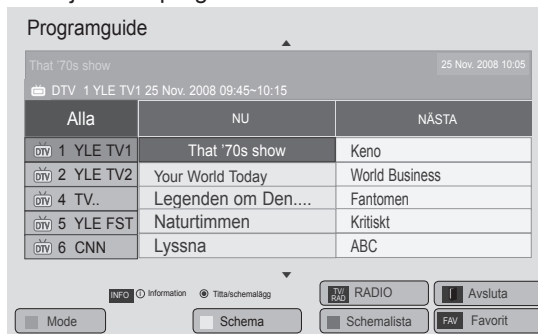 Programguide
That '70s show 25 Nov. 2008 10:05
DTV 1 YLE TV1 25 Nov. 2008 09:45~10:15
Alla NU NÄSTA
DTV 1 YLE TV1 That '70s show Keno
DTV 2 YLE TV2 Your World Today World Business
DTV 4 TV.. Legenden om Den.... Fantomen
DTV 5 YLE FST Naturtimmen Kritiskt
DTV 6 CNN Lyssna ABC
INFO Information Titta/schemalägg TV/RAD RADIO Avsluta
Mode Schema Schemalista FAV Favorit